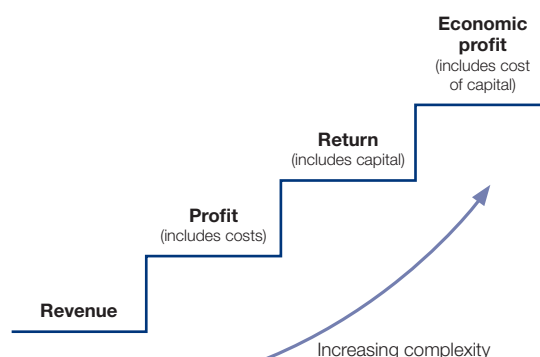 Economic
profit
(includes cost
of capital)
Return
(includes capital)
Profit
(includes costs)
Revenue
Increasing complexity